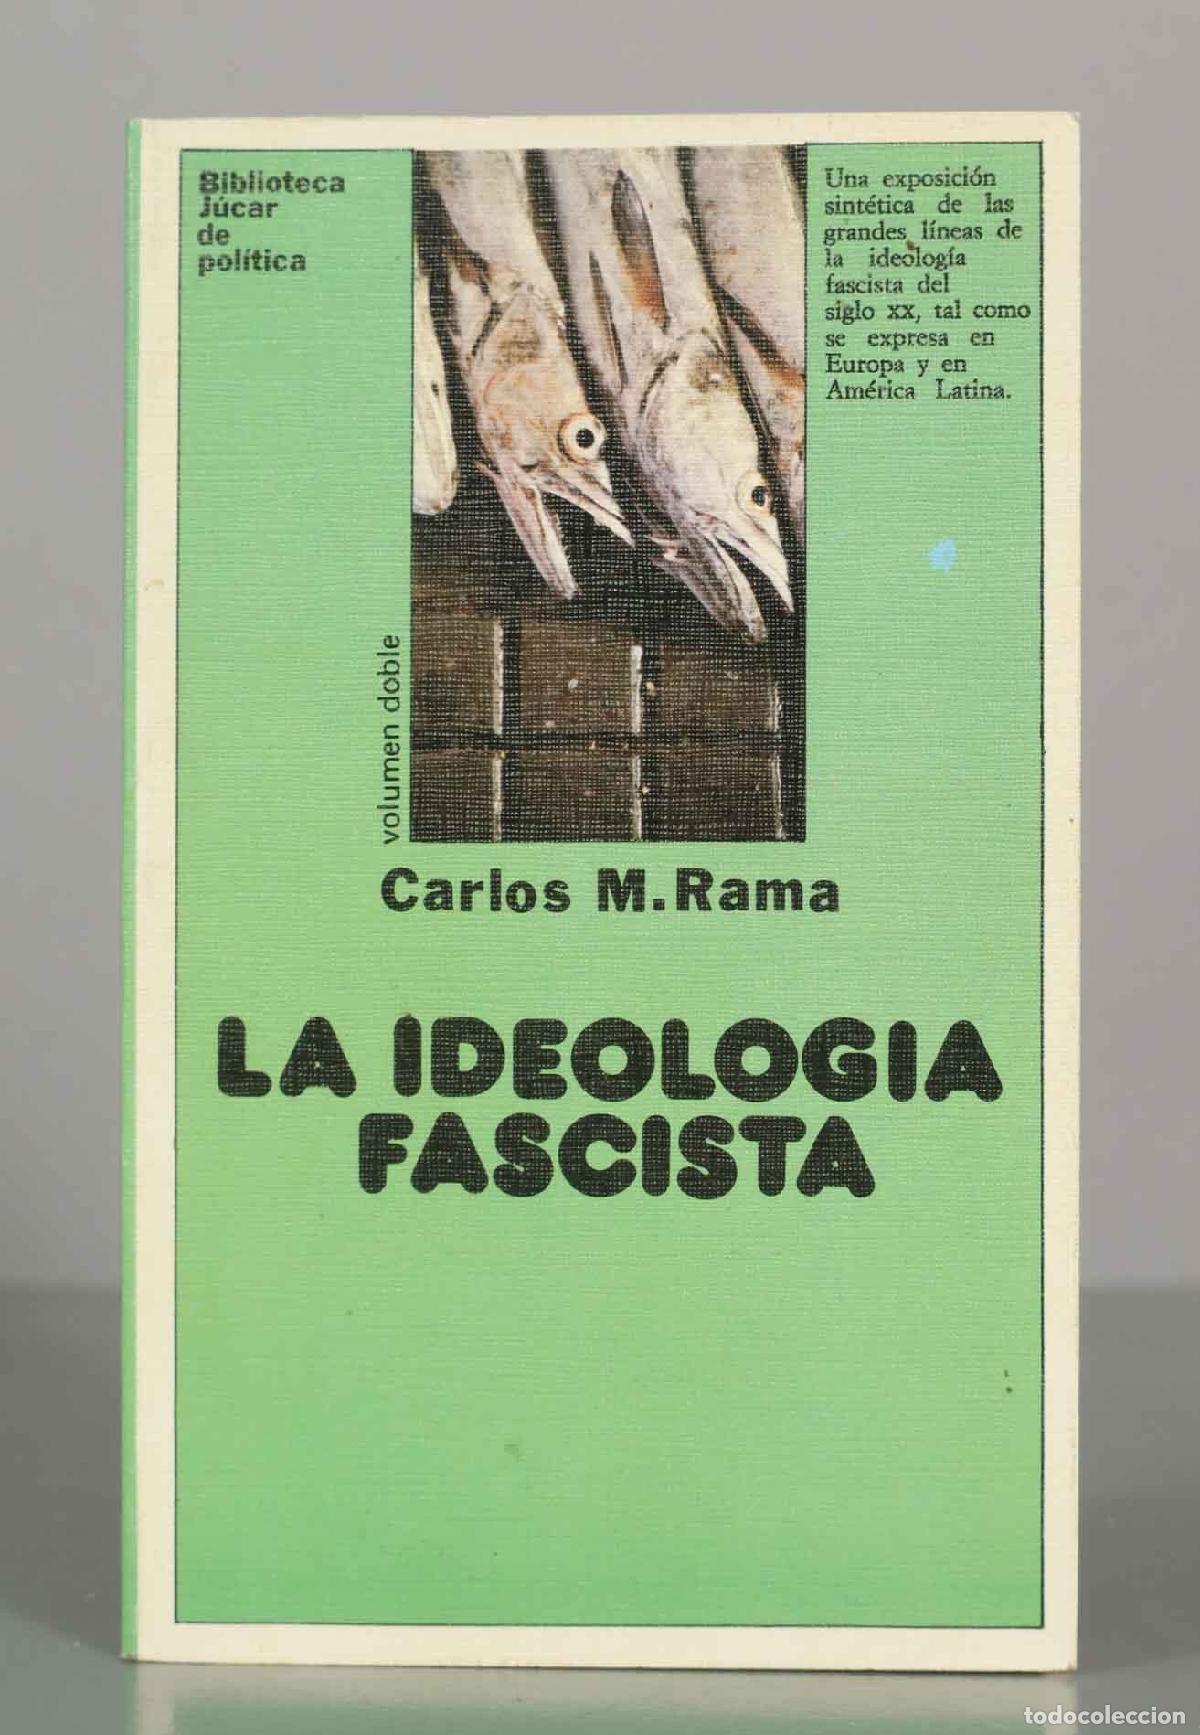 Biblioteca
Júcar
de
política
Una exposición
sintética de las
grandes líneas de
la ideología
fascista del
siglo XX, tal como
se expresa en
Europa y en
América Latina.
volumen doble
Carlos M. Rama
LA IDEOLOGIA
FASCISTA
todocoleccion